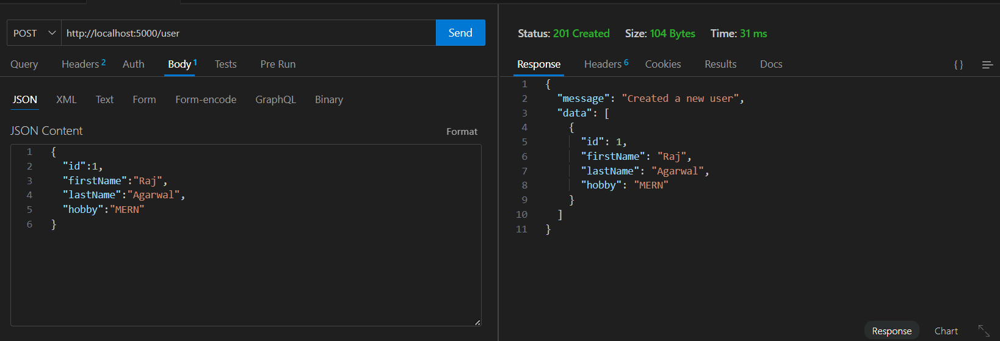 POST http://localhost:5000/user Send
Query Headers 2 Auth Body 1 Tests Pre Run
JSON XML Text Form Form-encode GraphQL Binary
JSON Content Format
1 {
2 "id":1,
3 "firstName":"Raj",
4 "lastName":"Agarwal",
5 "hobby":"MERN"
6 }
Status: 201 Created Size: 104 Bytes Time: 31 ms
Response Headers 6 Cookies Results Docs { }
1 {
2 "message": "Created a new user",
3 "data": [
4 {
5 "id": 1,
6 "firstName": "Raj",
7 "lastName": "Agarwal",
8 "hobby": "MERN"
9 }
10 ]
11 }
Response Chart